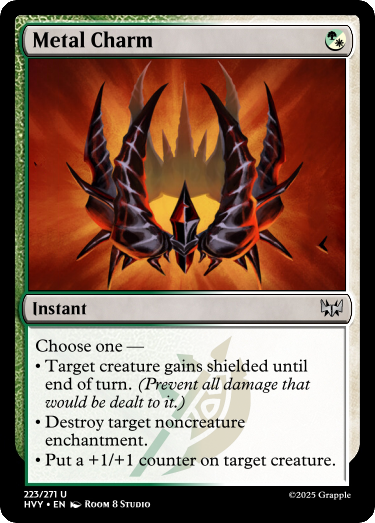 Metal Charm
Instant
Choose one —
• Target creature gains shielded until
end of turn. (Prevent all damage that
would be dealt to it.)
• Destroy target noncreature
enchantment.
• Put a +1/+1 counter on target creature.
223/271 U
HVY • EN Room 8 Studio
©2025 Grapple